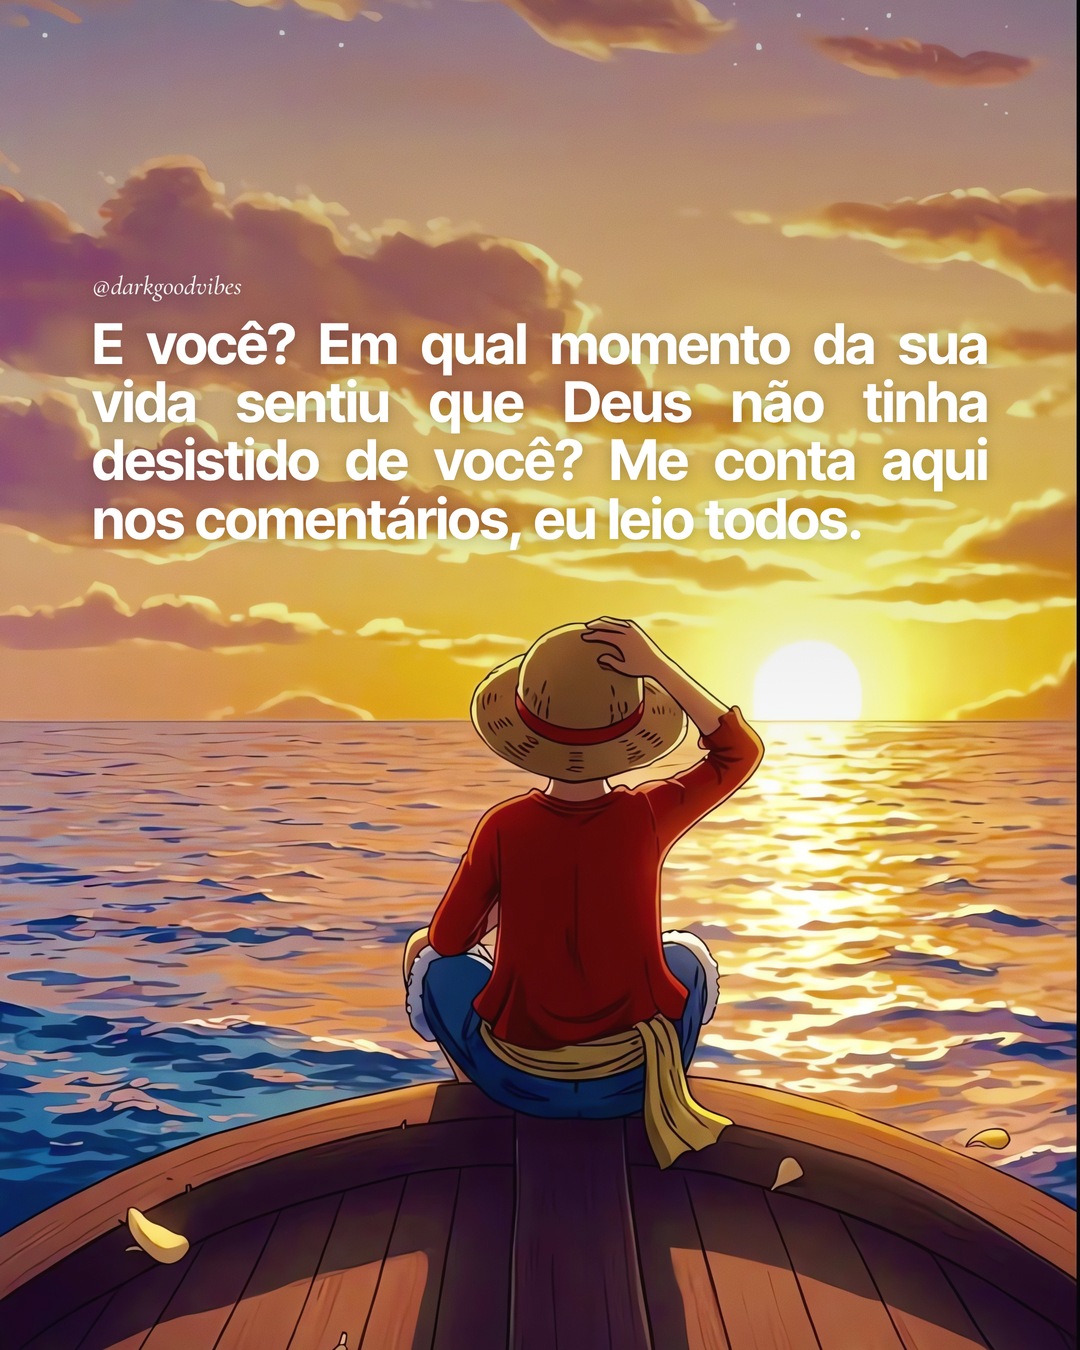 @darkgoodvibes
E você? Em qual momento da sua
vida sentiu que Deus não tinha
desistido de você? Me conta aqui
nos comentários, eu leio todos.